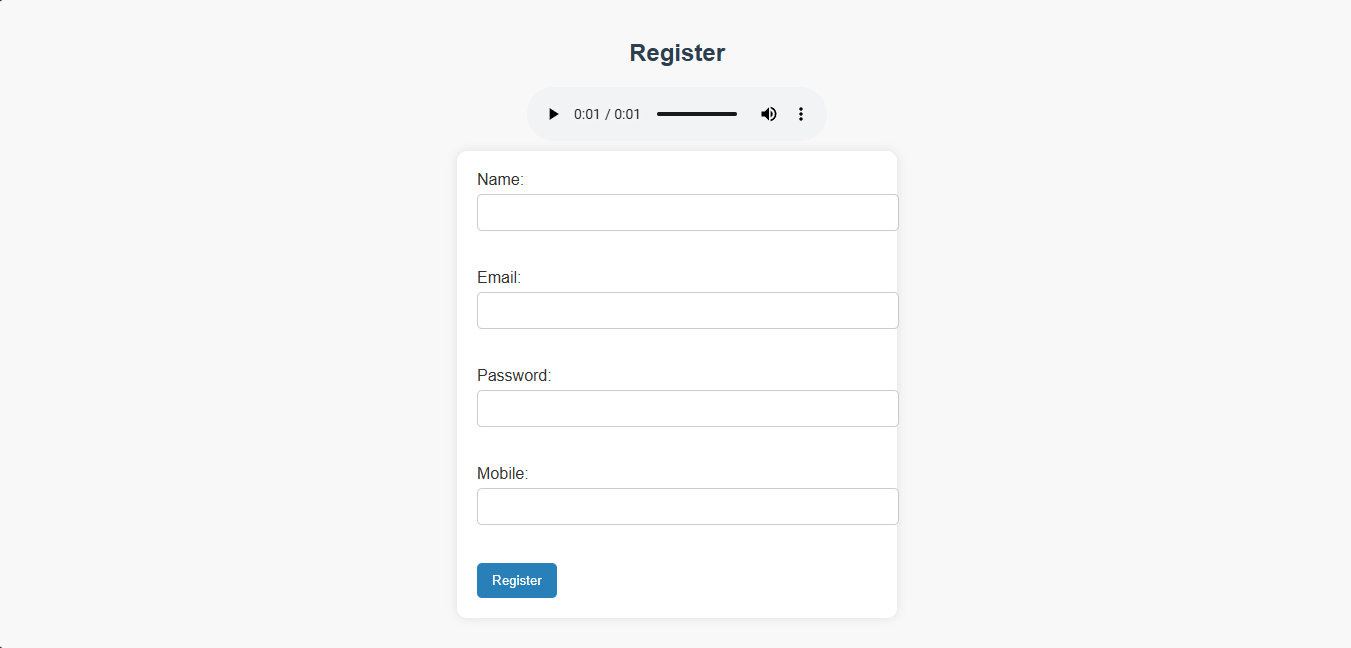 Register
0:01 / 0:01
Name:
Email:
Password:
Mobile:
Register